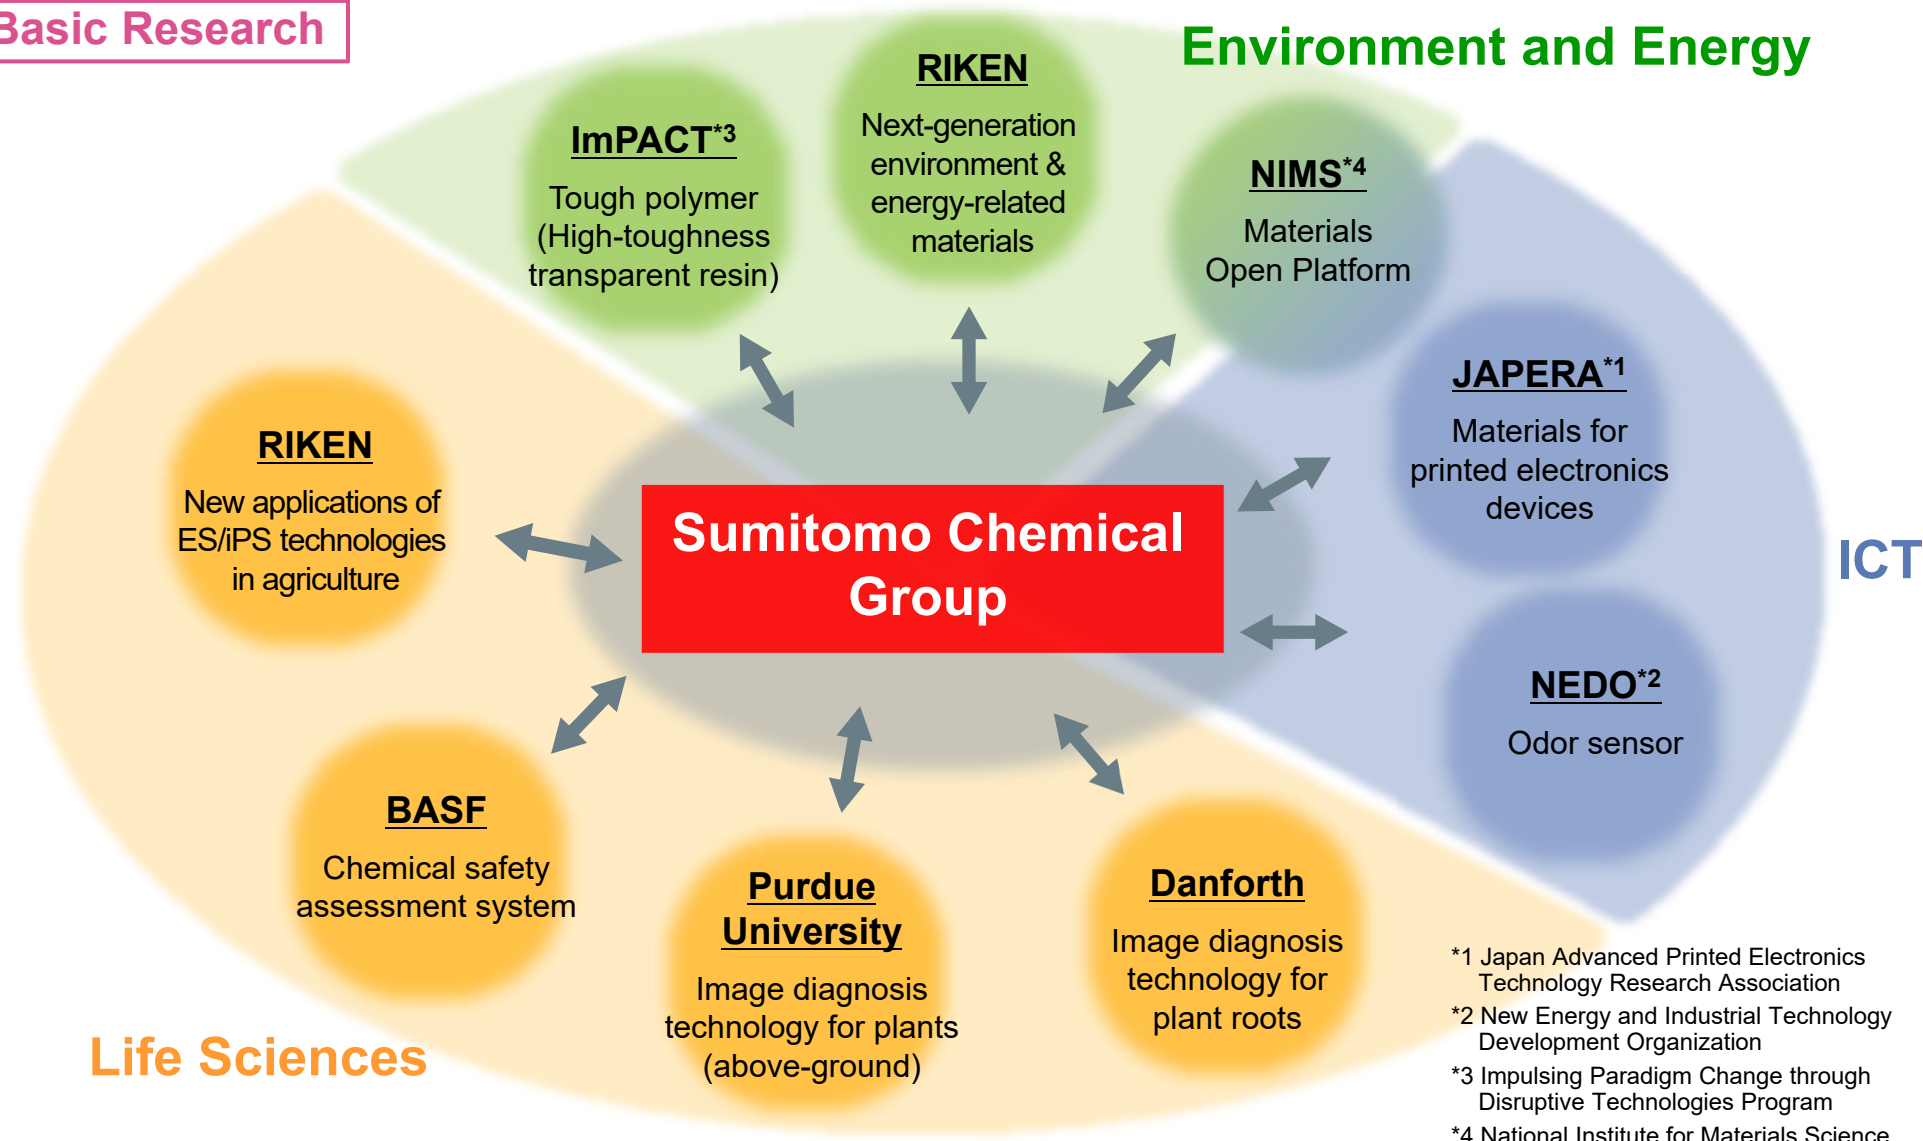 Basic Research
Environment and Energy
RIKEN
Next-generation
environment &
energy-related
materials
ImPACT*3
Tough polymer
(High-toughness
transparent resin)
NIMS*4
Materials
Open Platform
JAPERA*1
Materials for
printed electronics
devices
ICT
NEDO*2
Odor sensor
Sumitomo Chemical
Group
RIKEN
New applications of
ES/iPS technologies
in agriculture
BASF
Chemical safety
assessment system
Purdue
University
Image diagnosis
technology for plants
(above-ground)
Danforth
Image diagnosis
technology for
plant roots
Life Sciences
*1 Japan Advanced Printed Electronics
Technology Research Association
*2 New Energy and Industrial Technology
Development Organization
*3 Impulsing Paradigm Change through
Disruptive Technologies Program
*4 National Institute for Materials Science